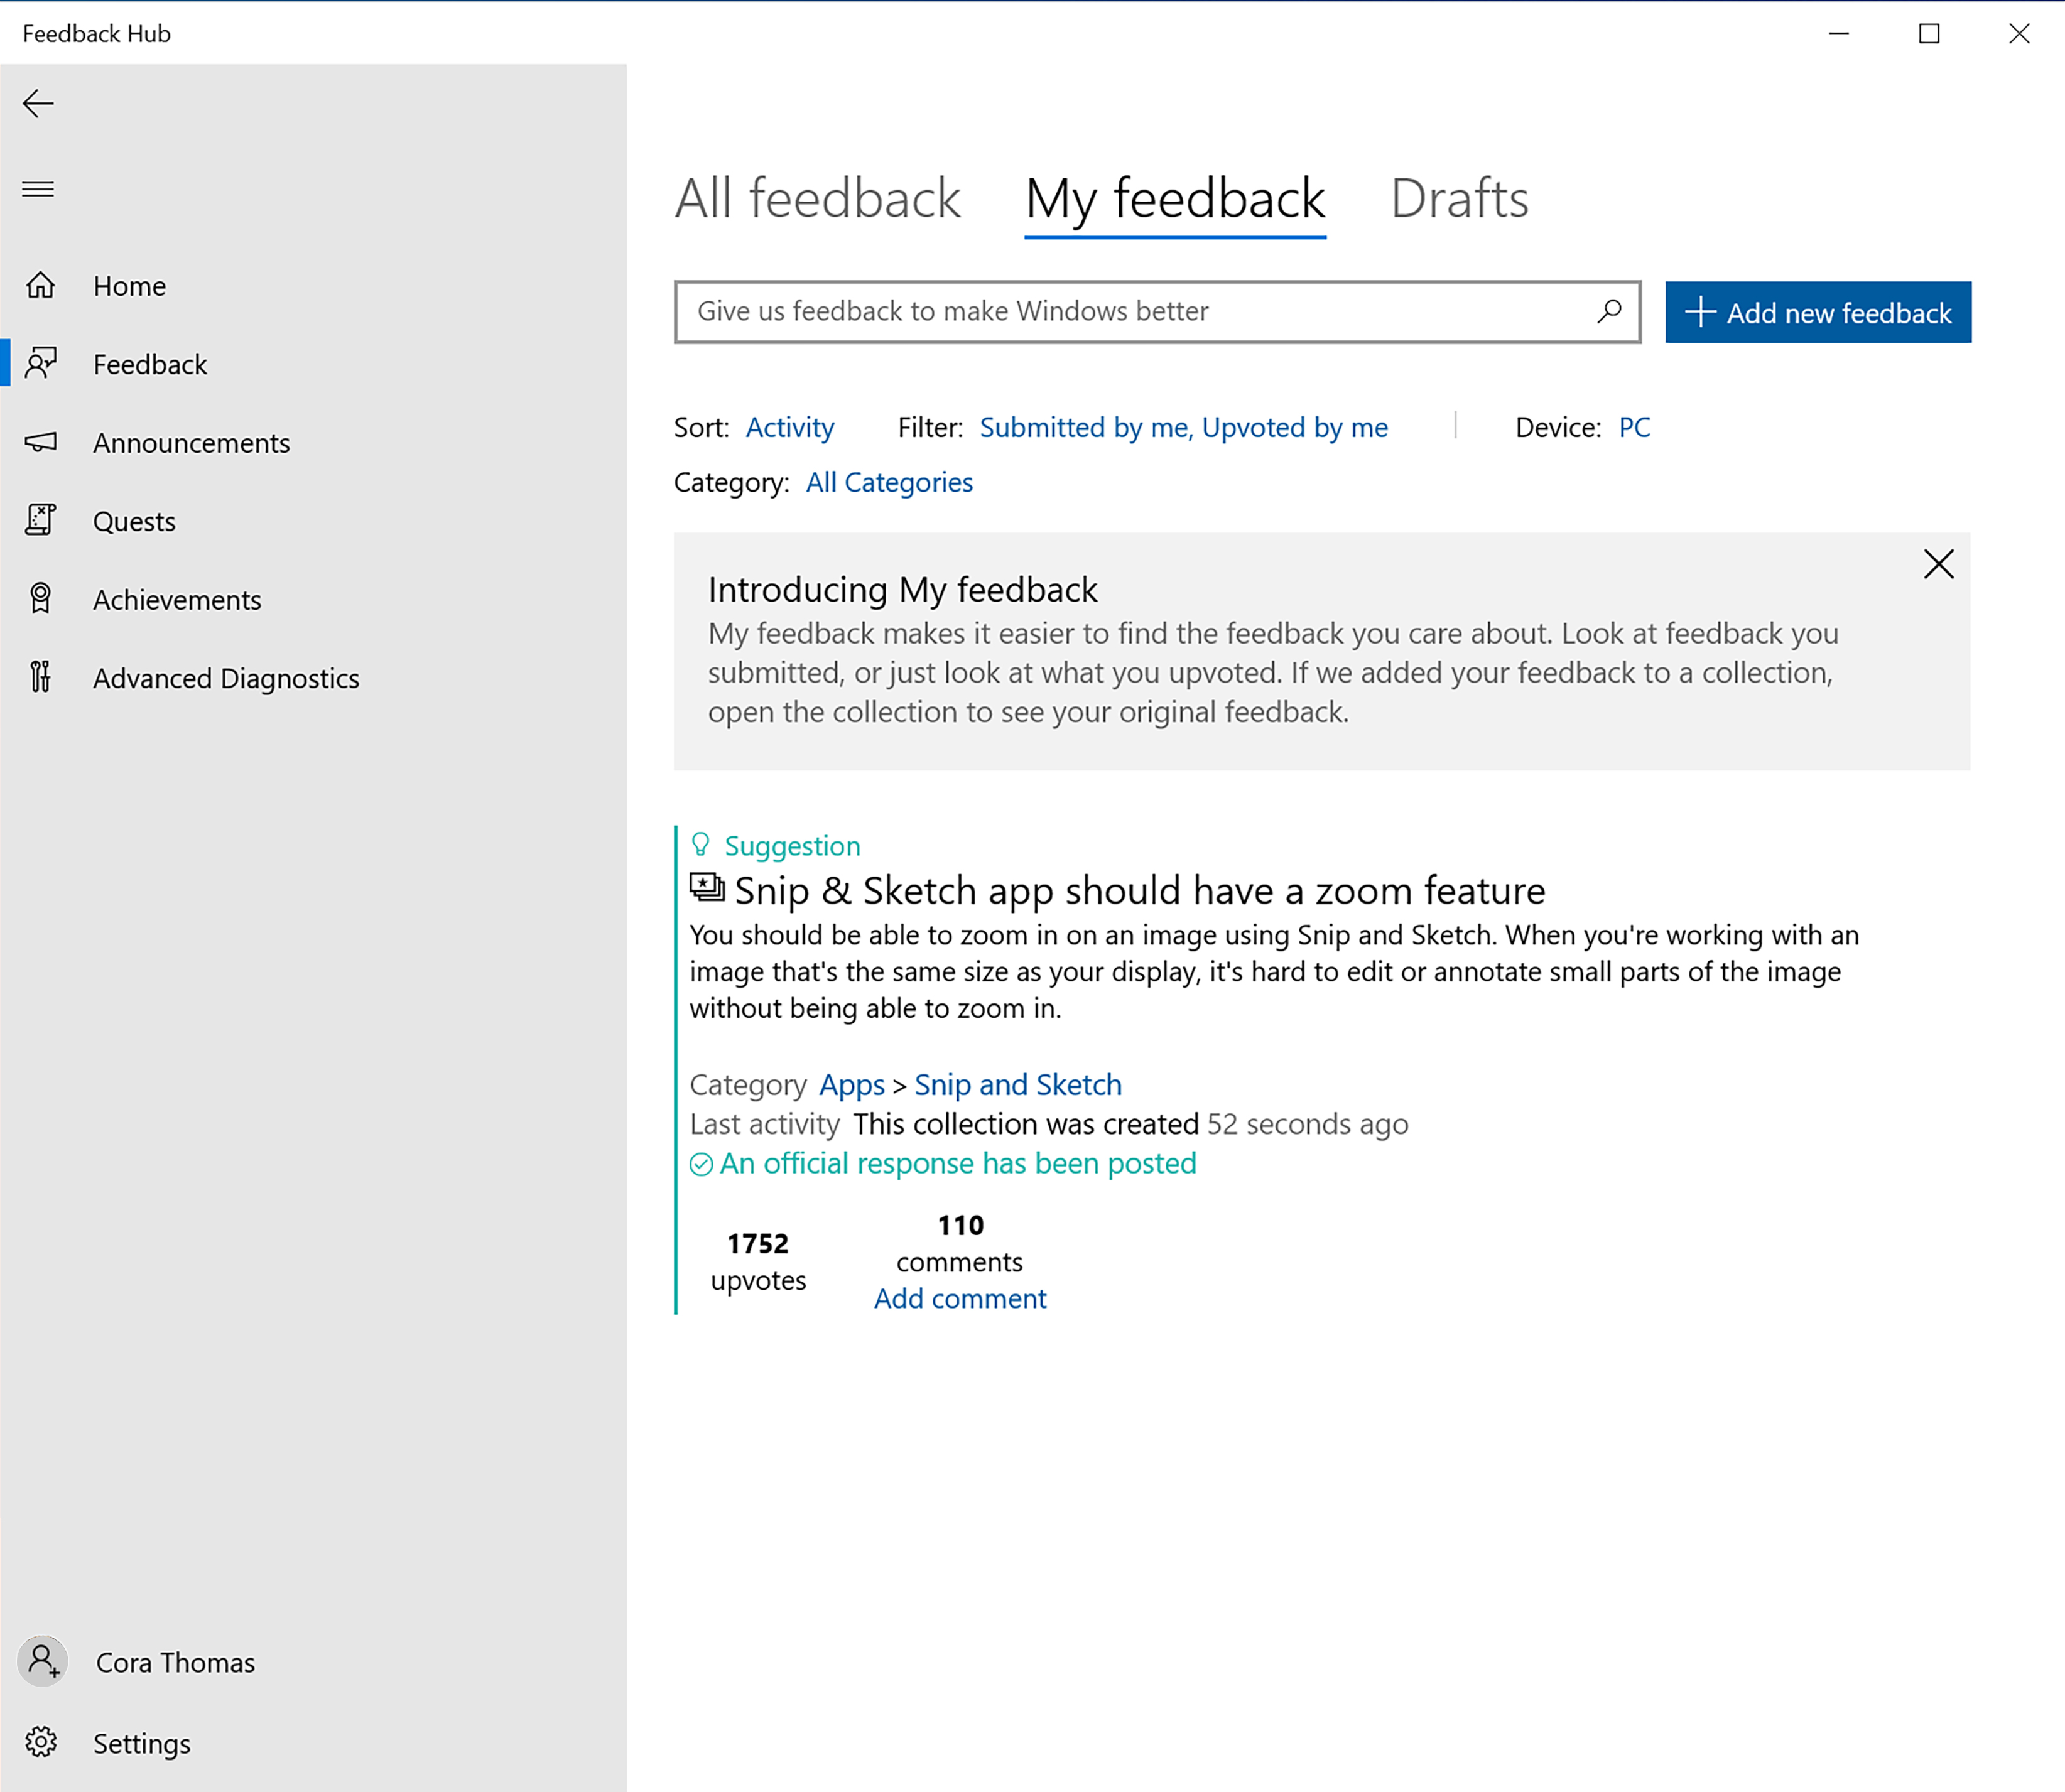 Feedback Hub
Home
Feedback
Announcements
Quests
Achievements
Advanced Diagnostics
Cora Thomas
Settings
All feedback My feedback Drafts
Give us feedback to make Windows better
Add new feedback
Sort: Activity Filter: Submitted by me, Upvoted by me Device: PC
Category: All Categories
Introducing My feedback
My feedback makes it easier to find the feedback you care about. Look at feedback you
submitted, or just look at what you upvoted. If we added your feedback to a collection,
open the collection to see your original feedback.
Suggestion
Snip & Sketch app should have a zoom feature
You should be able to zoom in on an image using Snip and Sketch. When you're working with an
image that's the same size as your display, it's hard to edit or annotate small parts of the image
without being able to zoom in.
Category Apps > Snip and Sketch
Last activity This collection was created 52 seconds ago
An official response has been posted
1752
upvotes
110
comments
Add comment